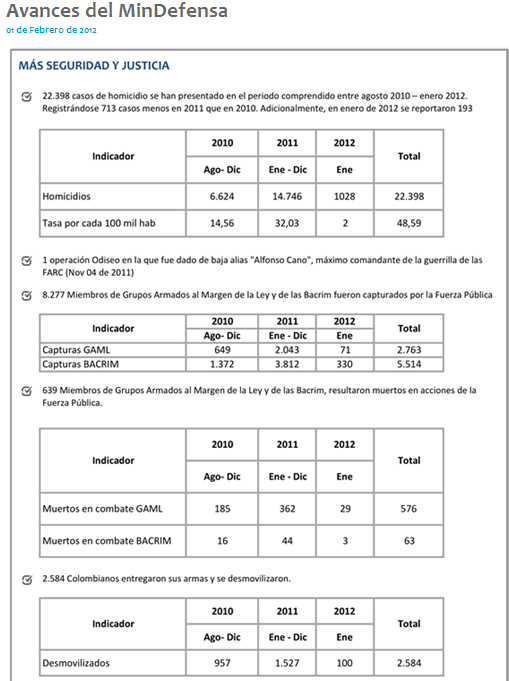 Avances del MinDefensa
01 de Febrero de 2012
MÁS SEGURIDAD Y JUSTICIA
22.398 casos de homicidio se han presentado en el periodo comprendido entre agosto 2010 – enero 2012.
Registrándose 713 casos menos en 2011 que en 2010. Adicionalmente, en enero de 2012 se reportaron 193
Indicador 2010 2011 2012 Total
Ago- Dic Ene - Dic Ene
Homicidios 6.624 14.746 1028 22.398
Tasa por cada 100 mil hab 14,56 32,03 2 48,59
1 operación Odiseo en la que fue dado de baja alias "Alfonso Cano", máximo comandante de la guerrilla de las
FARC (Nov 04 de 2011)
8.277 Miembros de Grupos Armados al Margen de la Ley y de las Bacrim fueron capturados por la Fuerza Pública
Indicador 2010 2011 2012 Total
Ago- Dic Ene - Dic Ene
Capturas GAML 649 2.043 71 2.763
Capturas BACRIM 1.372 3.812 330 5.514
639 Miembros de Grupos Armados al Margen de la Ley y de las Bacrim, resultaron muertos en acciones de la
Fuerza Pública.
Indicador 2010 2011 2012 Total
Ago- Dic Ene - Dic Ene
Muertos en combate GAML 185 362 29 576
Muertos en combate BACRIM 16 44 3 63
2.584 Colombianos entregaron sus armas y se desmovilizaron.
Indicador 2010 2011 2012 Total
Ago- Dic Ene - Dic Ene
Desmovilizados 957 1.527 100 2.584